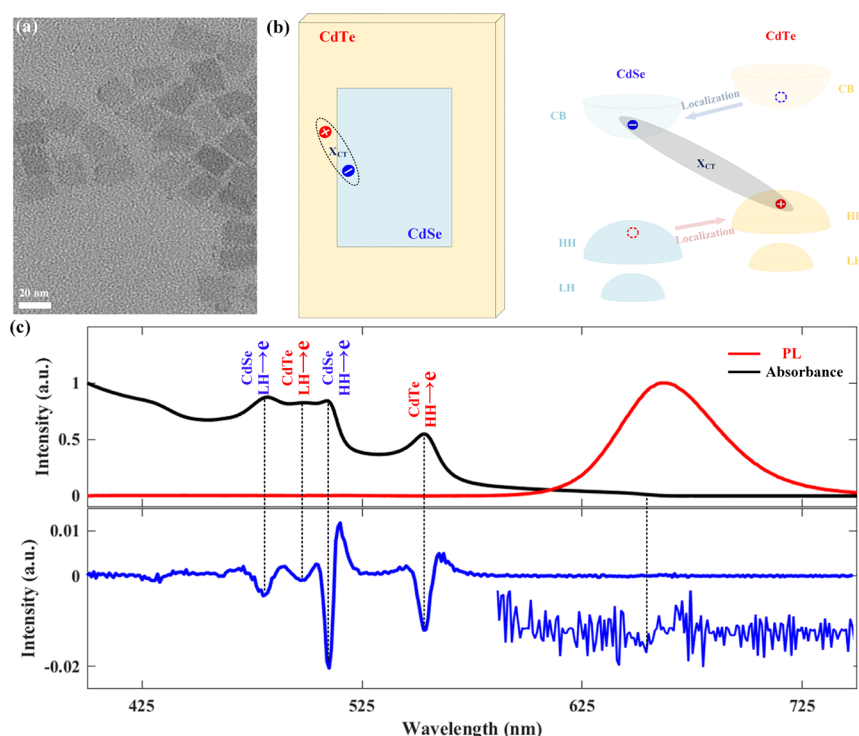 (a)
20 nm
(b)
CdTe
X_CT
CdSe
CdTe
CdSe
CB
Localization
CB
X_CT
HH
Localization
HH
LH
LH
(c)
CdSe
LH→e
CdTe
LH→e
CdSe
HH→e
CdTe
HH→e
PL
Absorbance
Intensity (a.u.)
1
0.5
0
Intensity (a.u.)
0.01
0
-0.02
425
525
625
725
Wavelength (nm)